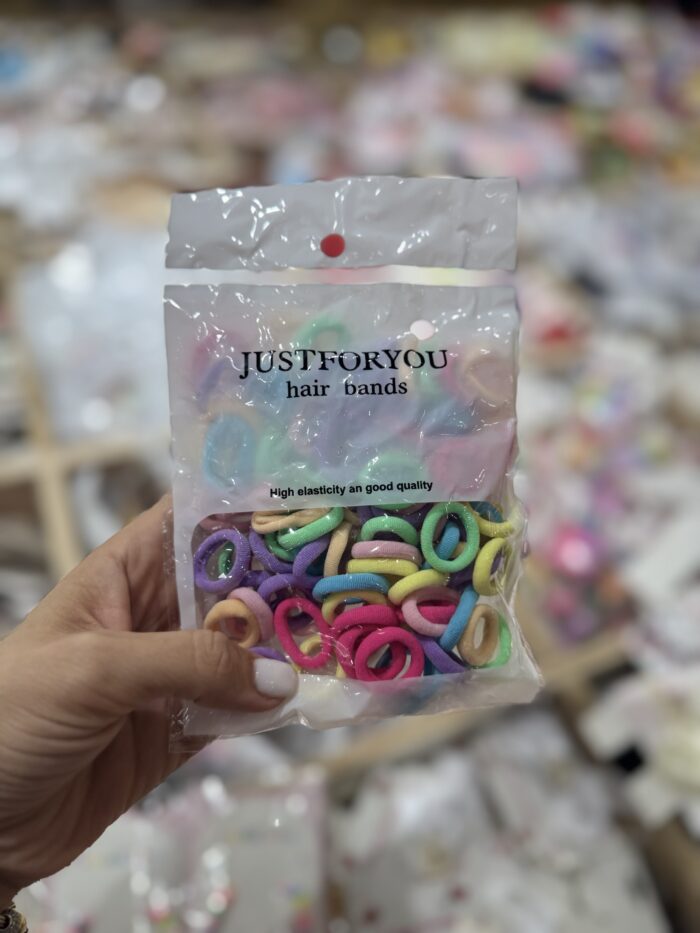 JUSTFORYOU
hair bands
High elasticity an good quality